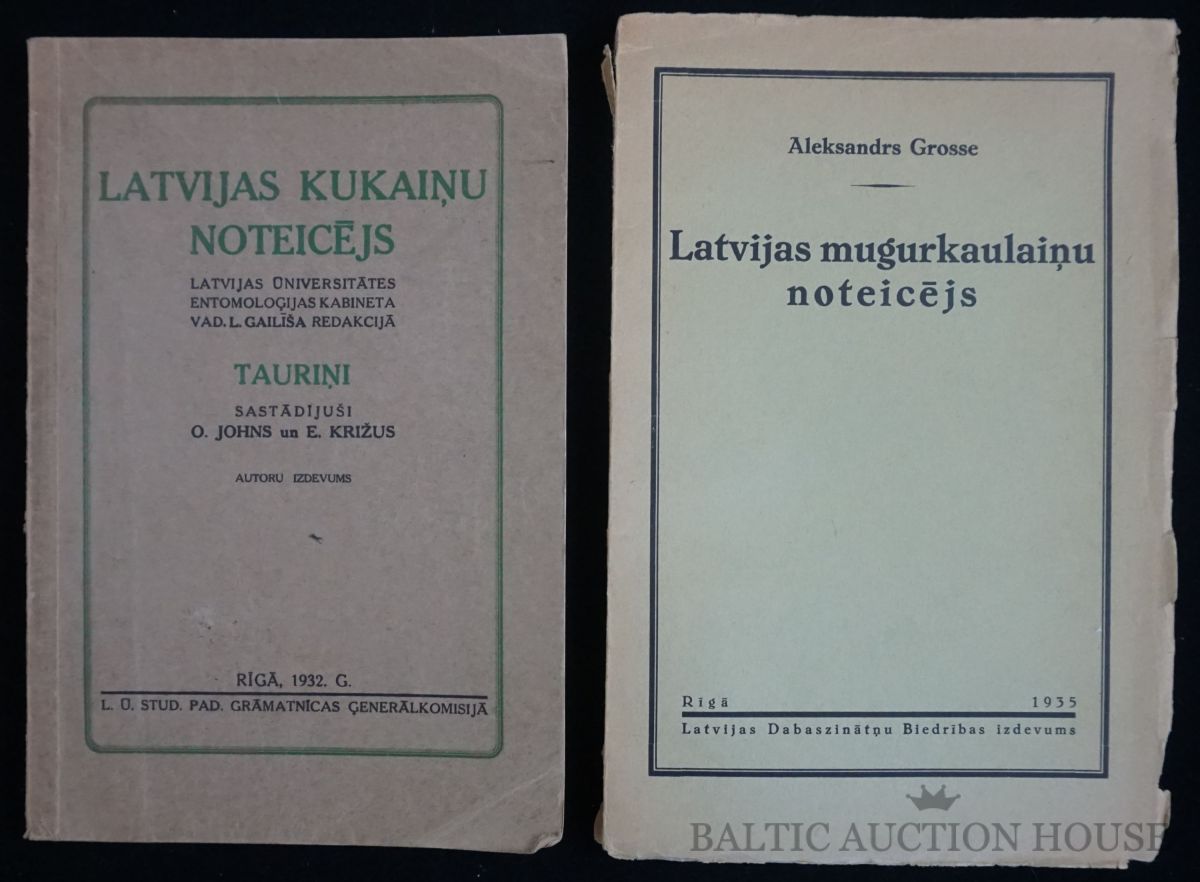 LATVIJAS KUKAIŅU
NOTEICĒJS
LATVIJAS ŪNIVERSITĀTES
ENTOMOLOĢIJAS KABINETA
VAD. L. GAILĪŠA REDAKCIJĀ
TAURIŅI
SASTĀDĪJUŠI
O. JOHNS un E. KRIŽUS
AUTORU IZDEVUMS
RĪGĀ, 1932. G.
L. Ū. STUD. PAD. GRĀMATNĪCAS ĢENERĀLKOMISIJĀ
Aleksandrs Grosse
Latvijas mugurkaulaiņu
noteicējs
Rīgā 1935
Latvijas Dabaszinātņu Biedrības izdevums
BALTIC AUCTION HOUSE